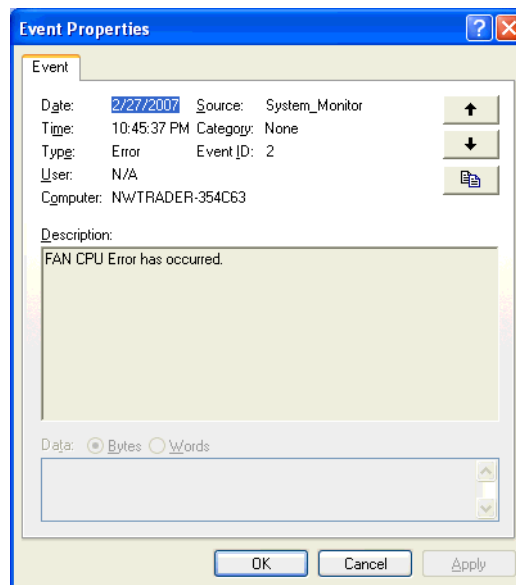 Event Properties
Event
Date: 2/27/2007 Source: System_Monitor
Time: 10:45:37 PM Category: None
Type: Error Event ID: 2
User: N/A
Computer: NWTRADER-354C63
Description:
FAN CPU Error has occurred.
Data: Bytes Words
OK Cancel Apply